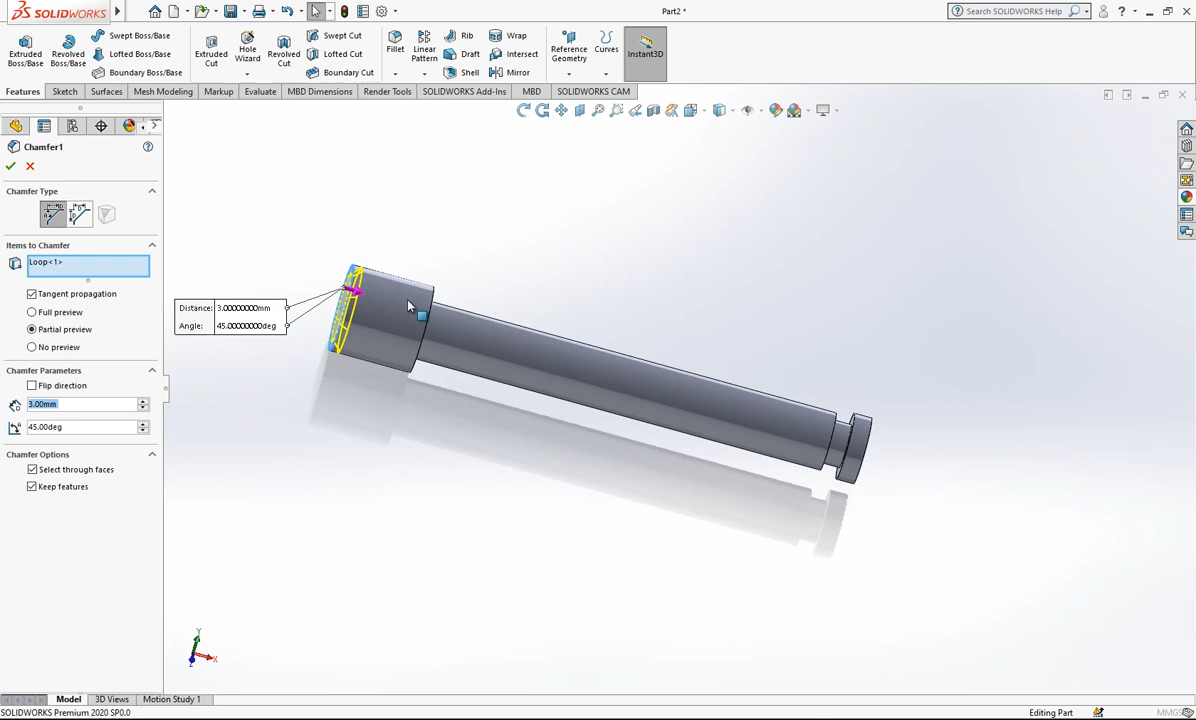 SOLIDWORKS
Part2 *
Search SOLIDWORKS Help
Extruded Boss/Base
Revolved Boss/Base
Swept Boss/Base
Lofted Boss/Base
Boundary Boss/Base
Extruded Cut
Hole Wizard
Revolved Cut
Swept Cut
Lofted Cut
Boundary Cut
Fillet
Linear Pattern
Rib
Draft
Shell
Wrap
Intersect
Mirror
Reference Geometry
Curves
Instant3D
Features
Sketch
Surfaces
Mesh Modeling
Markup
Evaluate
MBD Dimensions
Render Tools
SOLIDWORKS Add-Ins
MBD
SOLIDWORKS CAM
Chamfer1
Chamfer Type
Items to Chamfer
Loop<1>
Tangent propagation
Full preview
Partial preview
No preview
Chamfer Parameters
Flip direction
3.00mm
45.00deg
Chamfer Options
Select through faces
Keep features
Distance: 3.00000000mm
Angle: 45.00000000deg
Y
X
Z
Model
3D Views
Motion Study 1
SOLIDWORKS Premium 2020 SP0.0
Editing Part
MMGS